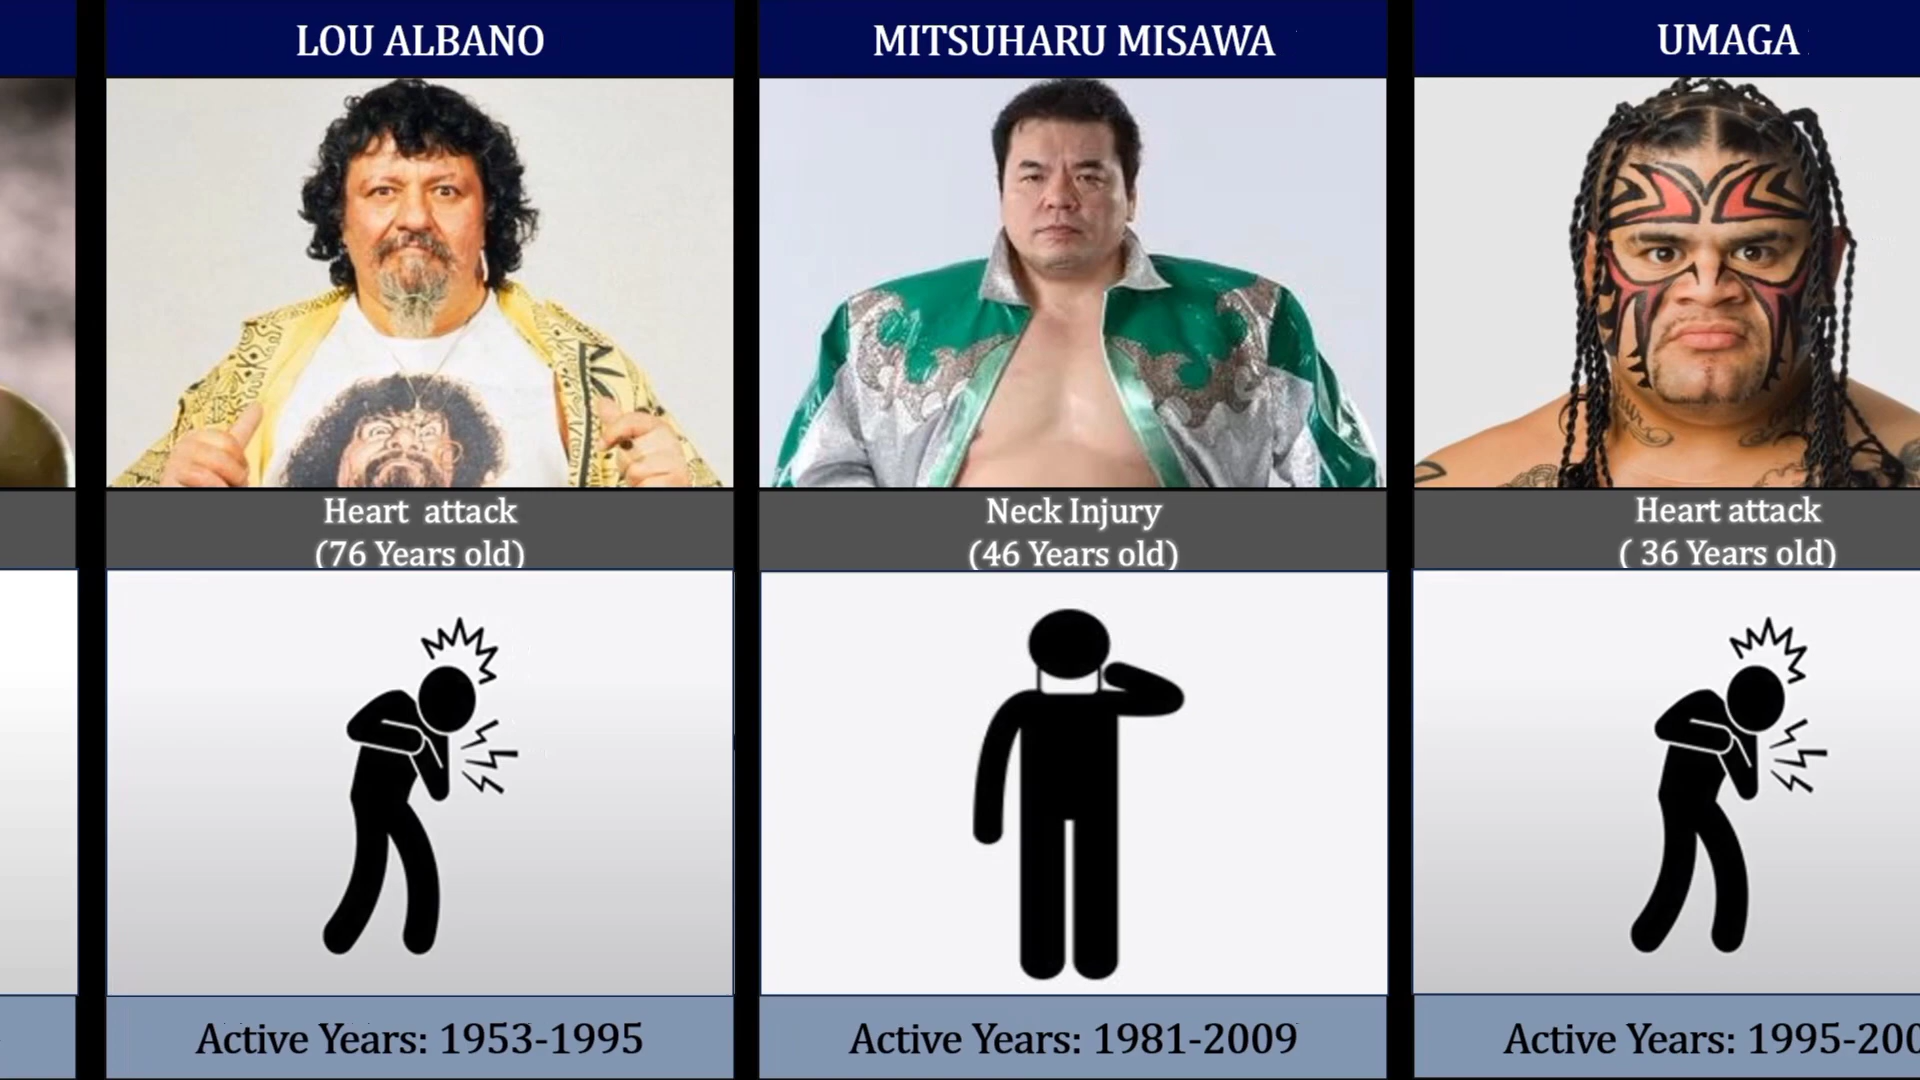 LOU ALBANO
Heart attack
(76 Years old)
Active Years: 1953-1995
MITSUHARU MISAWA
Neck Injury
(46 Years old)
Active Years: 1981-2009
UMAGA
Heart attack
( 36 Years old)
Active Years: 1995-200